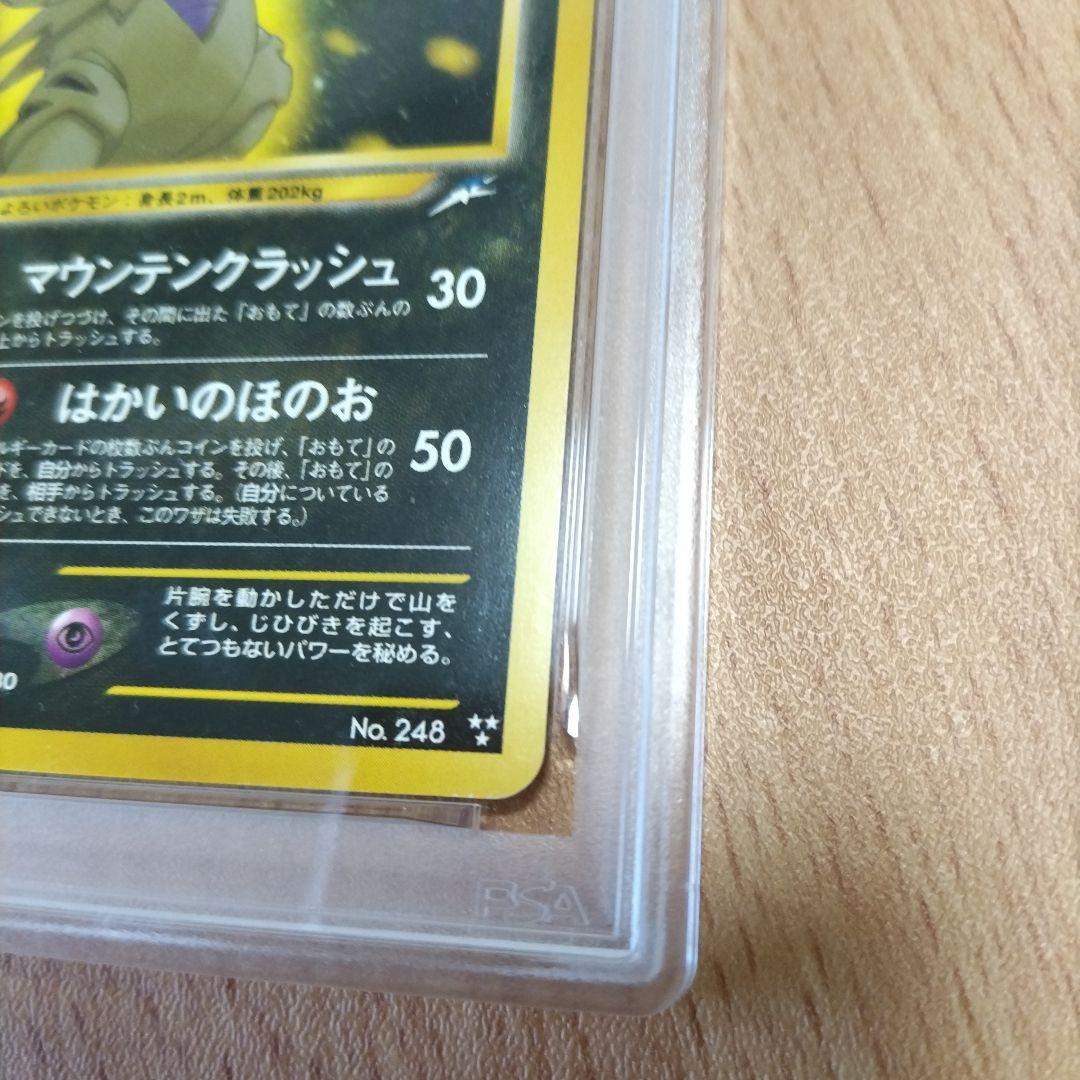 よろいポケモン：身長2m、体重202kg
マウンテンクラッシュ 30
ンを投げつづけ、その間に出た「おもて」の数ぶんの
上からトラッシュする。
はかいのほのお 50
ルギーカードの枚数ぶんコインを投げ、「おもて」の
ドを、自分からトラッシュする。その後、「おもて」の
を、相手からトラッシュする。（自分についている
シュできないとき、このワザは失敗する。）
片腕を動かしただけで山を
くずし、じひびきを起こす、
とてつもないパワーを秘める。
30
No. 248
PSA